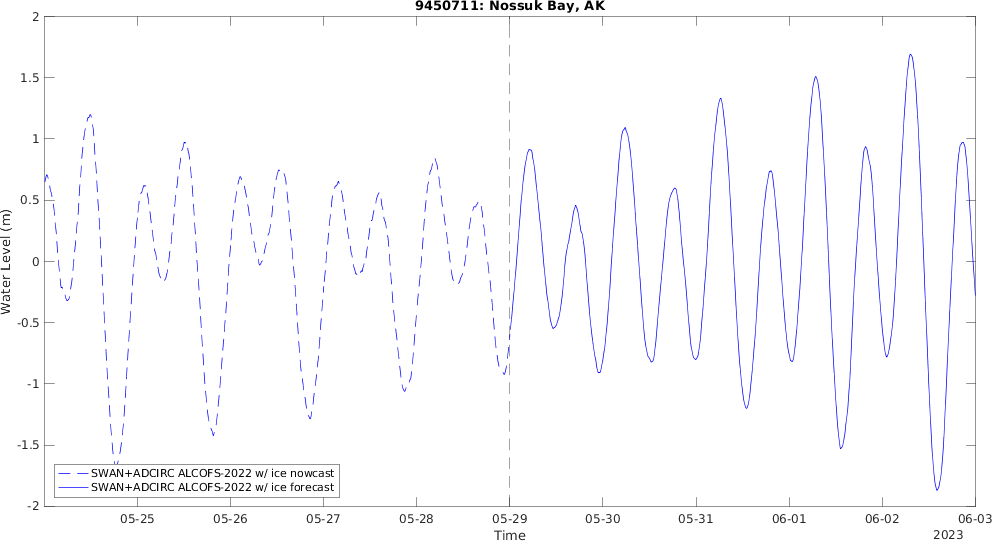 9450711: Nossuk Bay, AK
2
1.5
1
0.5
0
-0.5
-1
-1.5
-2
Water Level (m)
SWAN+ADCIRC ALCOFS-2022 w/ ice nowcast
SWAN+ADCIRC ALCOFS-2022 w/ ice forecast
05-25 05-26 05-27 05-28 05-29 05-30 05-31 06-01 06-02 06-03
Time
2023